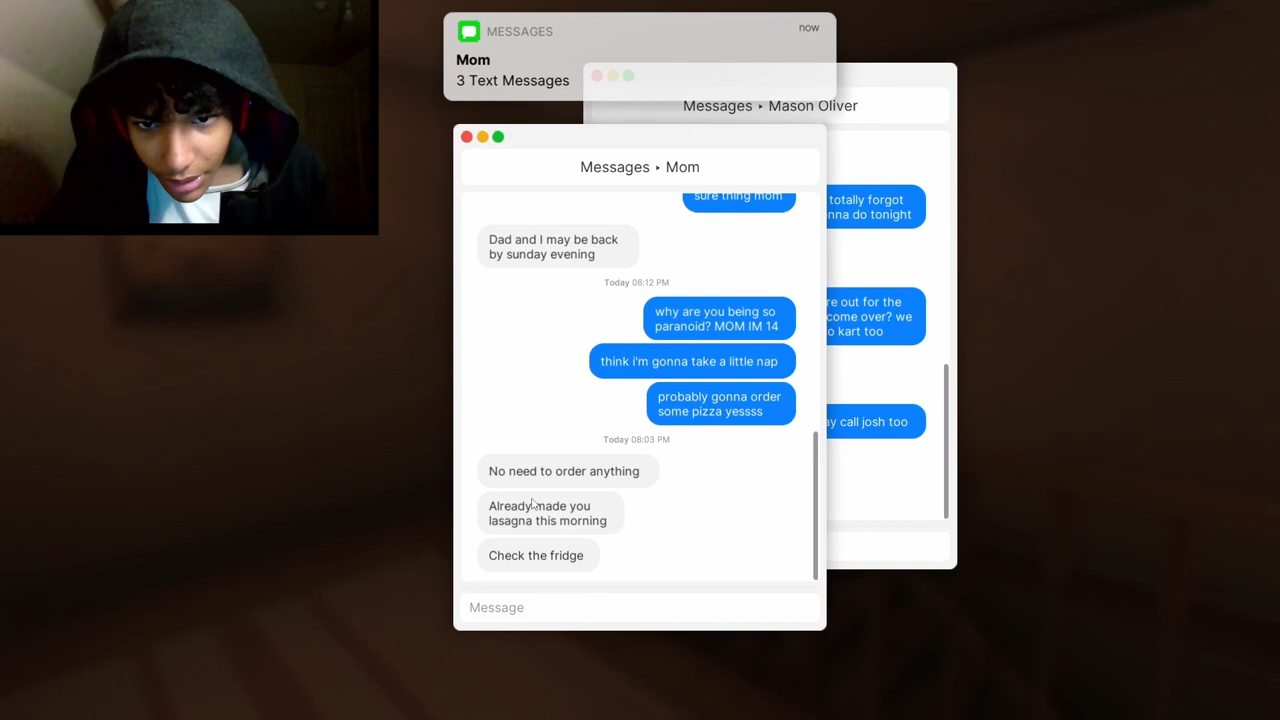 MESSAGES
now
Mom
3 Text Messages
Messages ‣ Mason Oliver
Messages ‣ Mom
sure thing mom
Dad and I may be back
by sunday evening
Today 06:12 PM
why are you being so
paranoid? MOM IM 14
think i'm gonna take a little nap
probably gonna order
some pizza yessss
Today 08:03 PM
No need to order anything
Already made you
lasagna this morning
Check the fridge
Message
totally forgot
nna do tonight
re out for the
come over? we
o kart too
ay call josh too